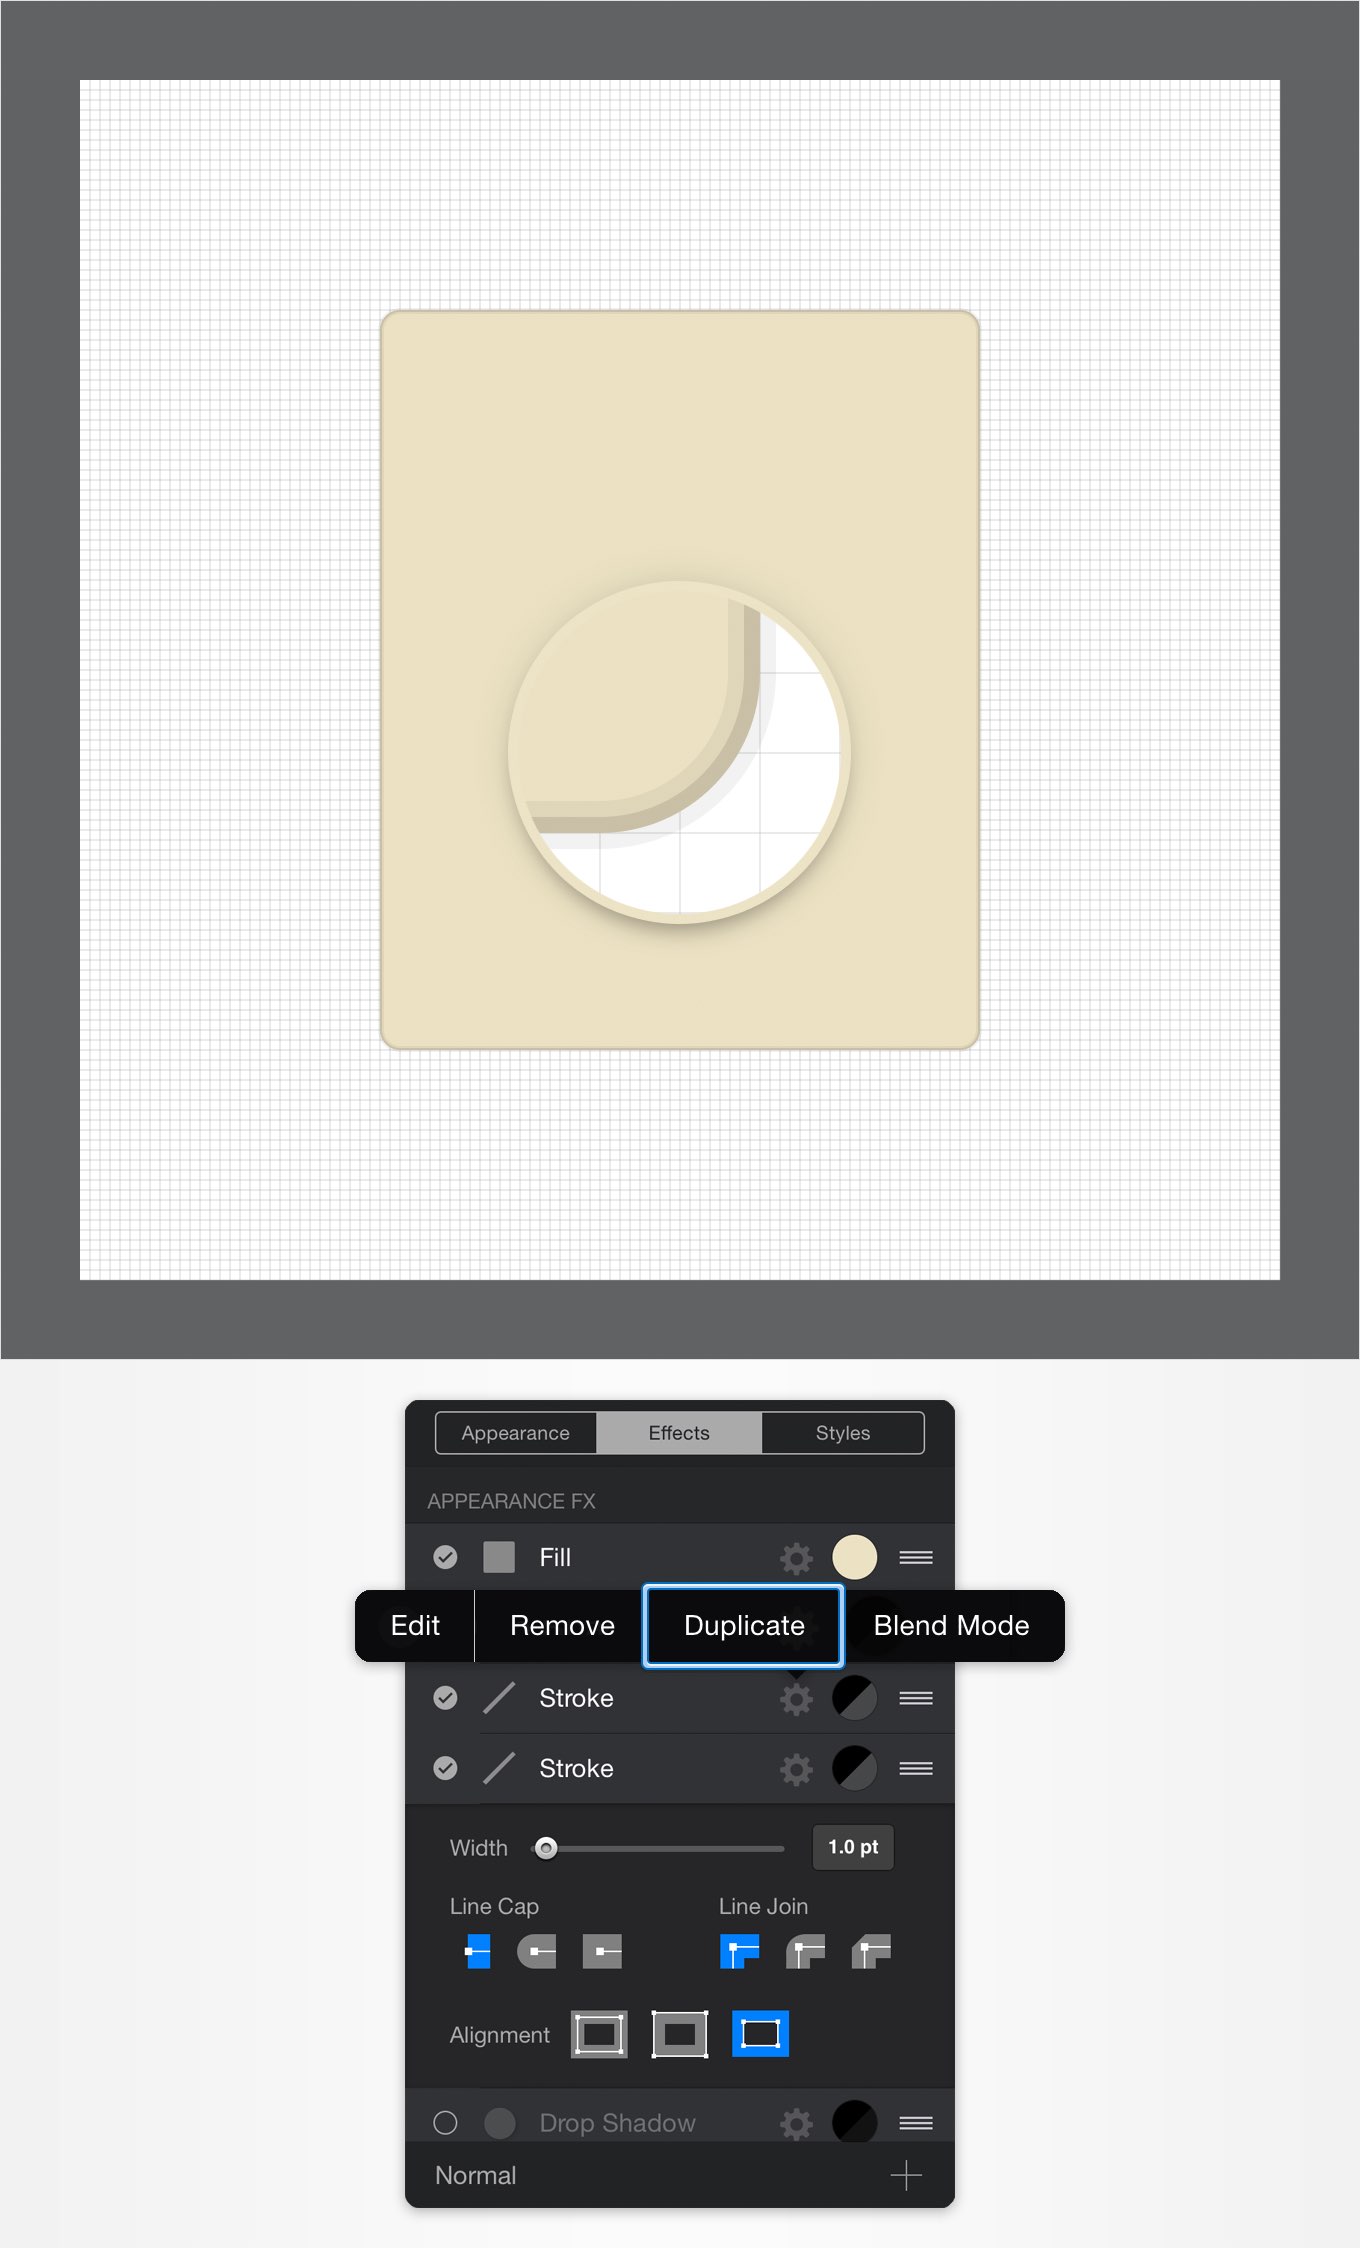 Appearance Effects Styles
APPEARANCE FX
Fill
Edit Remove Duplicate Blend Mode
Stroke
Stroke
Width 1.0 pt
Line Cap Line Join
Alignment
Drop Shadow
Normal